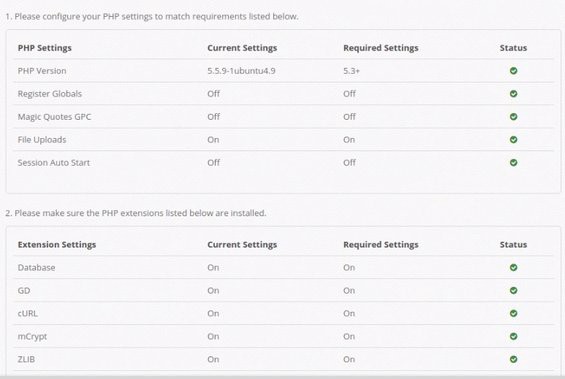 1. Please configure your PHP settings to match requirements listed below.
PHP Settings Current Settings Required Settings Status
PHP Version 5.5.9-1ubuntu4.9 5.3+
Register Globals Off Off
Magic Quotes GPC Off Off
File Uploads On On
Session Auto Start Off Off
2. Please make sure the PHP extensions listed below are installed.
Extension Settings Current Settings Required Settings Status
Database On On
GD On On
cURL On On
mCrypt On On
ZLIB On On